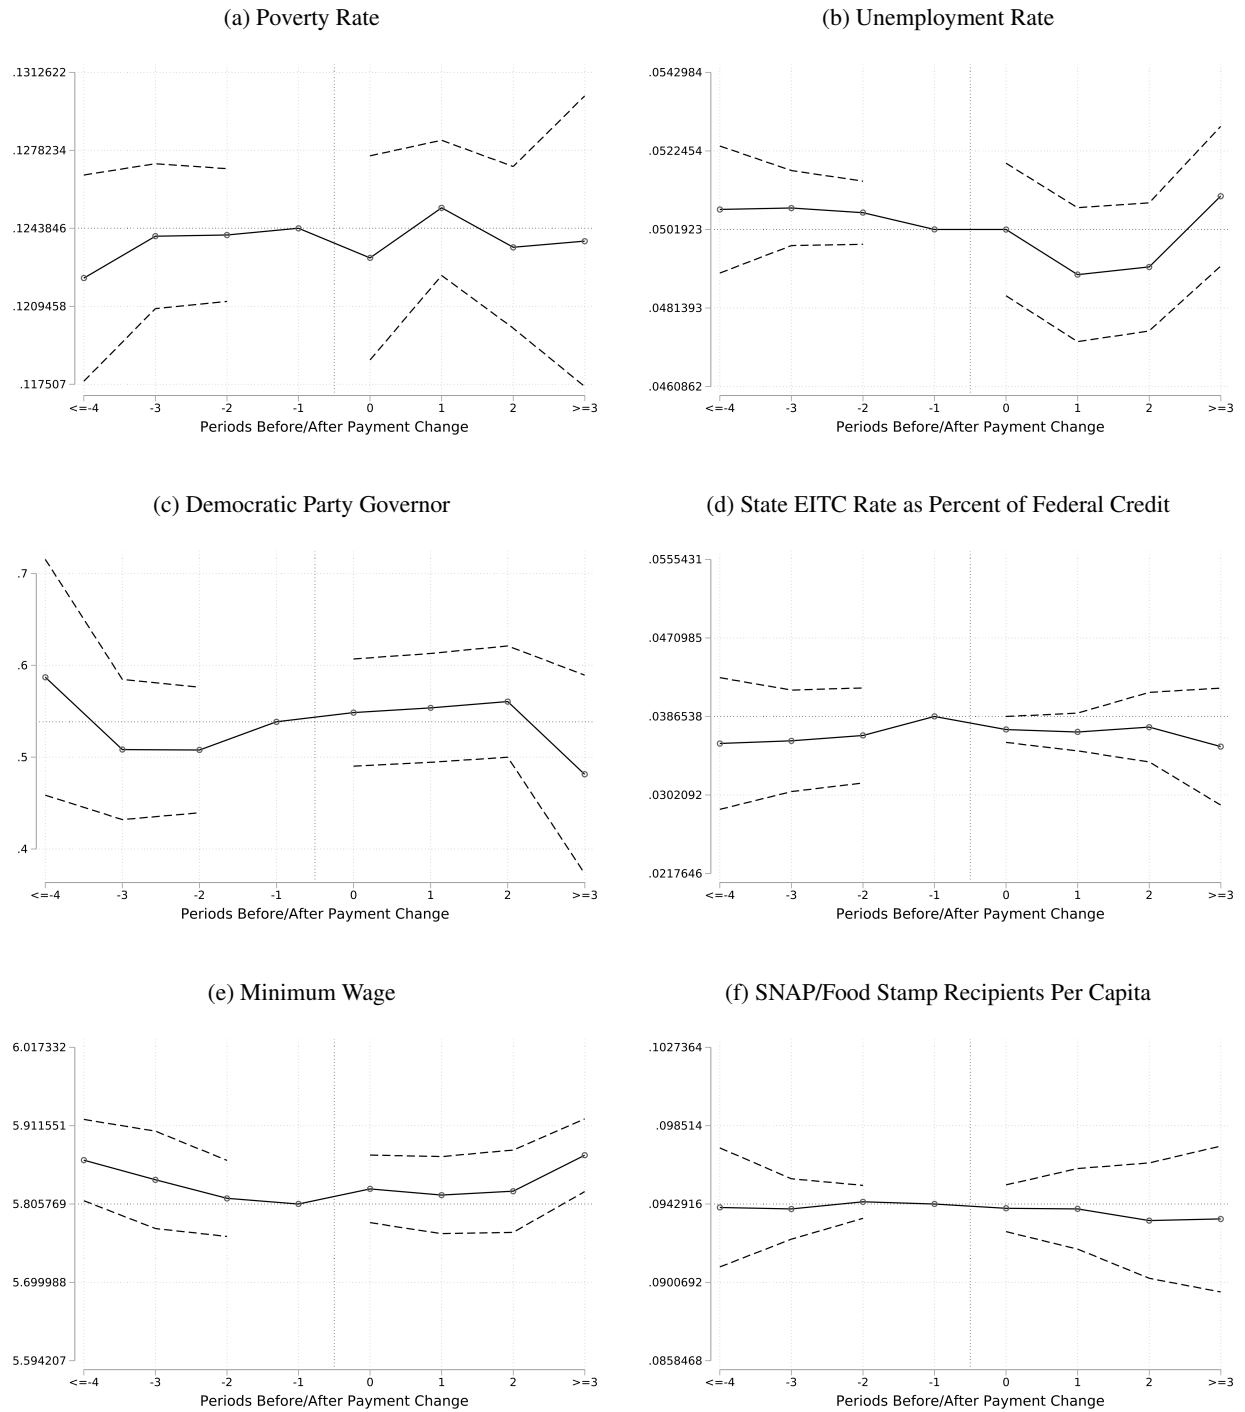 (a) Poverty Rate
.1312622
.1278234
.1243846
.1209458
.117507
<=-4 -3 -2 -1 0 1 2 >=3
Periods Before/After Payment Change
(b) Unemployment Rate
.0542984
.0522454
.0501923
.0481393
.0460862
<=-4 -3 -2 -1 0 1 2 >=3
Periods Before/After Payment Change
(c) Democratic Party Governor
.7
.6
.5
.4
<=-4 -3 -2 -1 0 1 2 >=3
Periods Before/After Payment Change
(d) State EITC Rate as Percent of Federal Credit
.0555431
.0470985
.0386538
.0302092
.0217646
<=-4 -3 -2 -1 0 1 2 >=3
Periods Before/After Payment Change
(e) Minimum Wage
6.017332
5.911551
5.805769
5.699988
5.594207
<=-4 -3 -2 -1 0 1 2 >=3
Periods Before/After Payment Change
(f) SNAP/Food Stamp Recipients Per Capita
.1027364
.098514
.0942916
.0900692
.0858468
<=-4 -3 -2 -1 0 1 2 >=3
Periods Before/After Payment Change